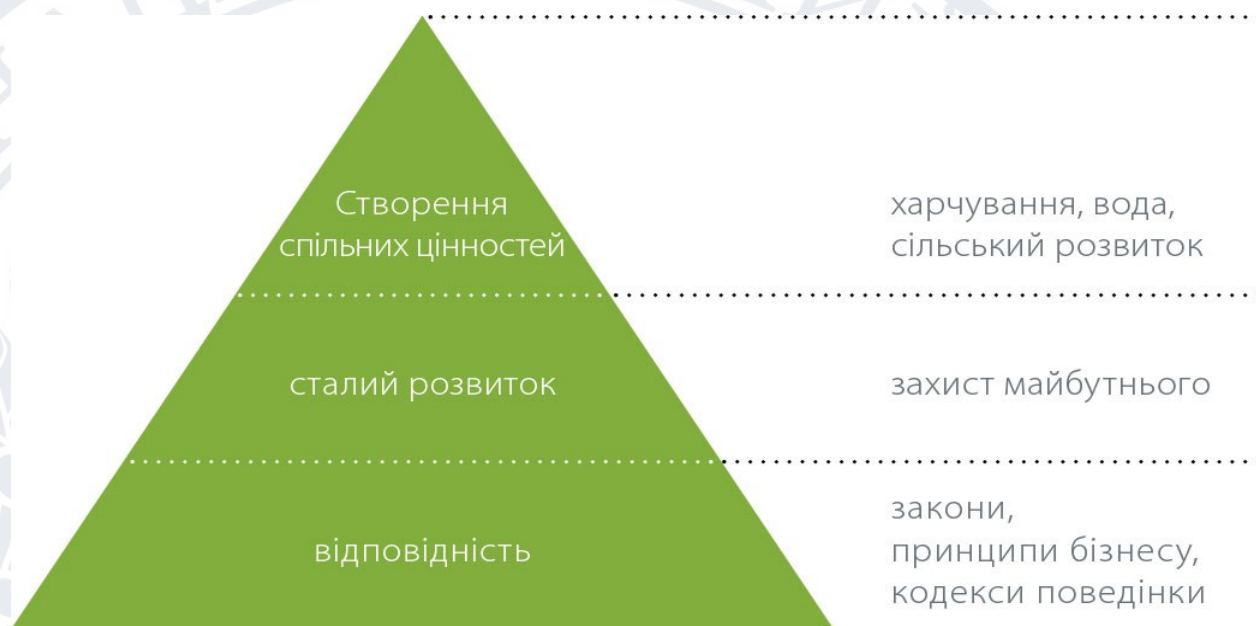 Створення
спільних цінностей
харчування, вода,
сільський розвиток
сталий розвиток
захист майбутнього
відповідність
закони,
принципи бізнесу,
кодекси поведінки